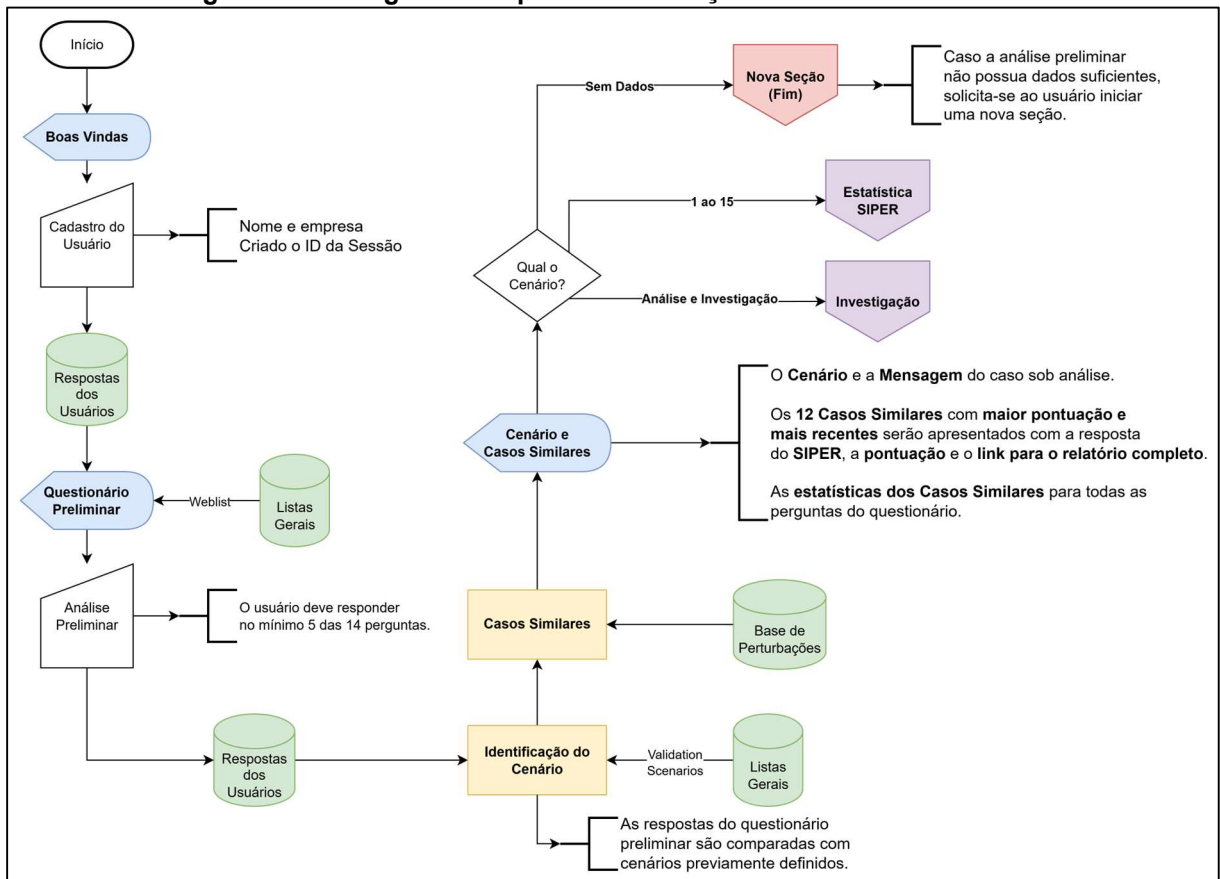 Início
Boas Vindas
Cadastro do
Usuário
Nome e empresa
Criado o ID da Sessão
Respostas
dos
Usuários
Questionário
Preliminar
Weblist
Listas
Gerais
Análise
Preliminar
O usuário deve responder
no mínimo 5 das 14 perguntas.
Respostas
dos
Usuários
Identificação do
Cenário
Validation
Scenarios
Listas
Gerais
As respostas do questionário
preliminar são comparadas com
cenários previamente definidos.
Casos Similares
Base de
Perturbações
Cenário e
Casos Similares
O Cenário e a Mensagem do caso sob análise.
Os 12 Casos Similares com maior pontuação e
mais recentes serão apresentados com a resposta
do SIPER, a pontuação e o link para o relatório completo.
As estatísticas dos Casos Similares para todas as
perguntas do questionário.
Qual o
Cenário?
Sem Dados
Nova Seção
(Fim)
Caso a análise preliminar
não possua dados suficientes,
solicita-se ao usuário iniciar
uma nova seção.
1 ao 15
Estatística
SIPER
Análise e Investigação
Investigação